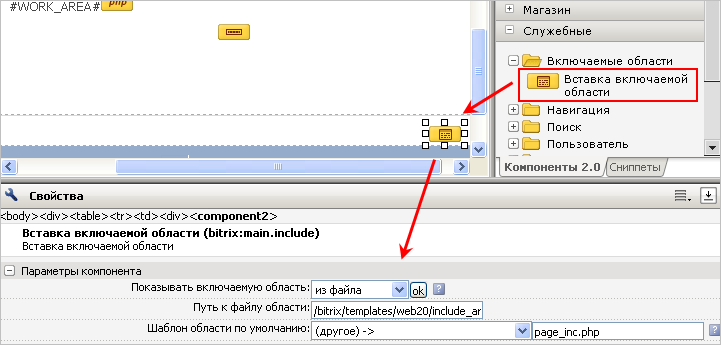 #WORK_AREA#
php
Магазин
Служебные
Включаемые области
Вставка включаемой
области
Навигация
Поиск
Пользователь
Компоненты 2.0
Сниппеты
Свойства
<body><div><table><tr><td><div><component2>
Вставка включаемой области (bitrix:main.include)
Вставка включаемой области
Параметры компонента
Показывать включаемую область: из файла ok ?
Путь к файлу области: /bitrix/templates/web20/include_ar
Шаблон области по умолчанию: (другое) -> page_inc.php ?